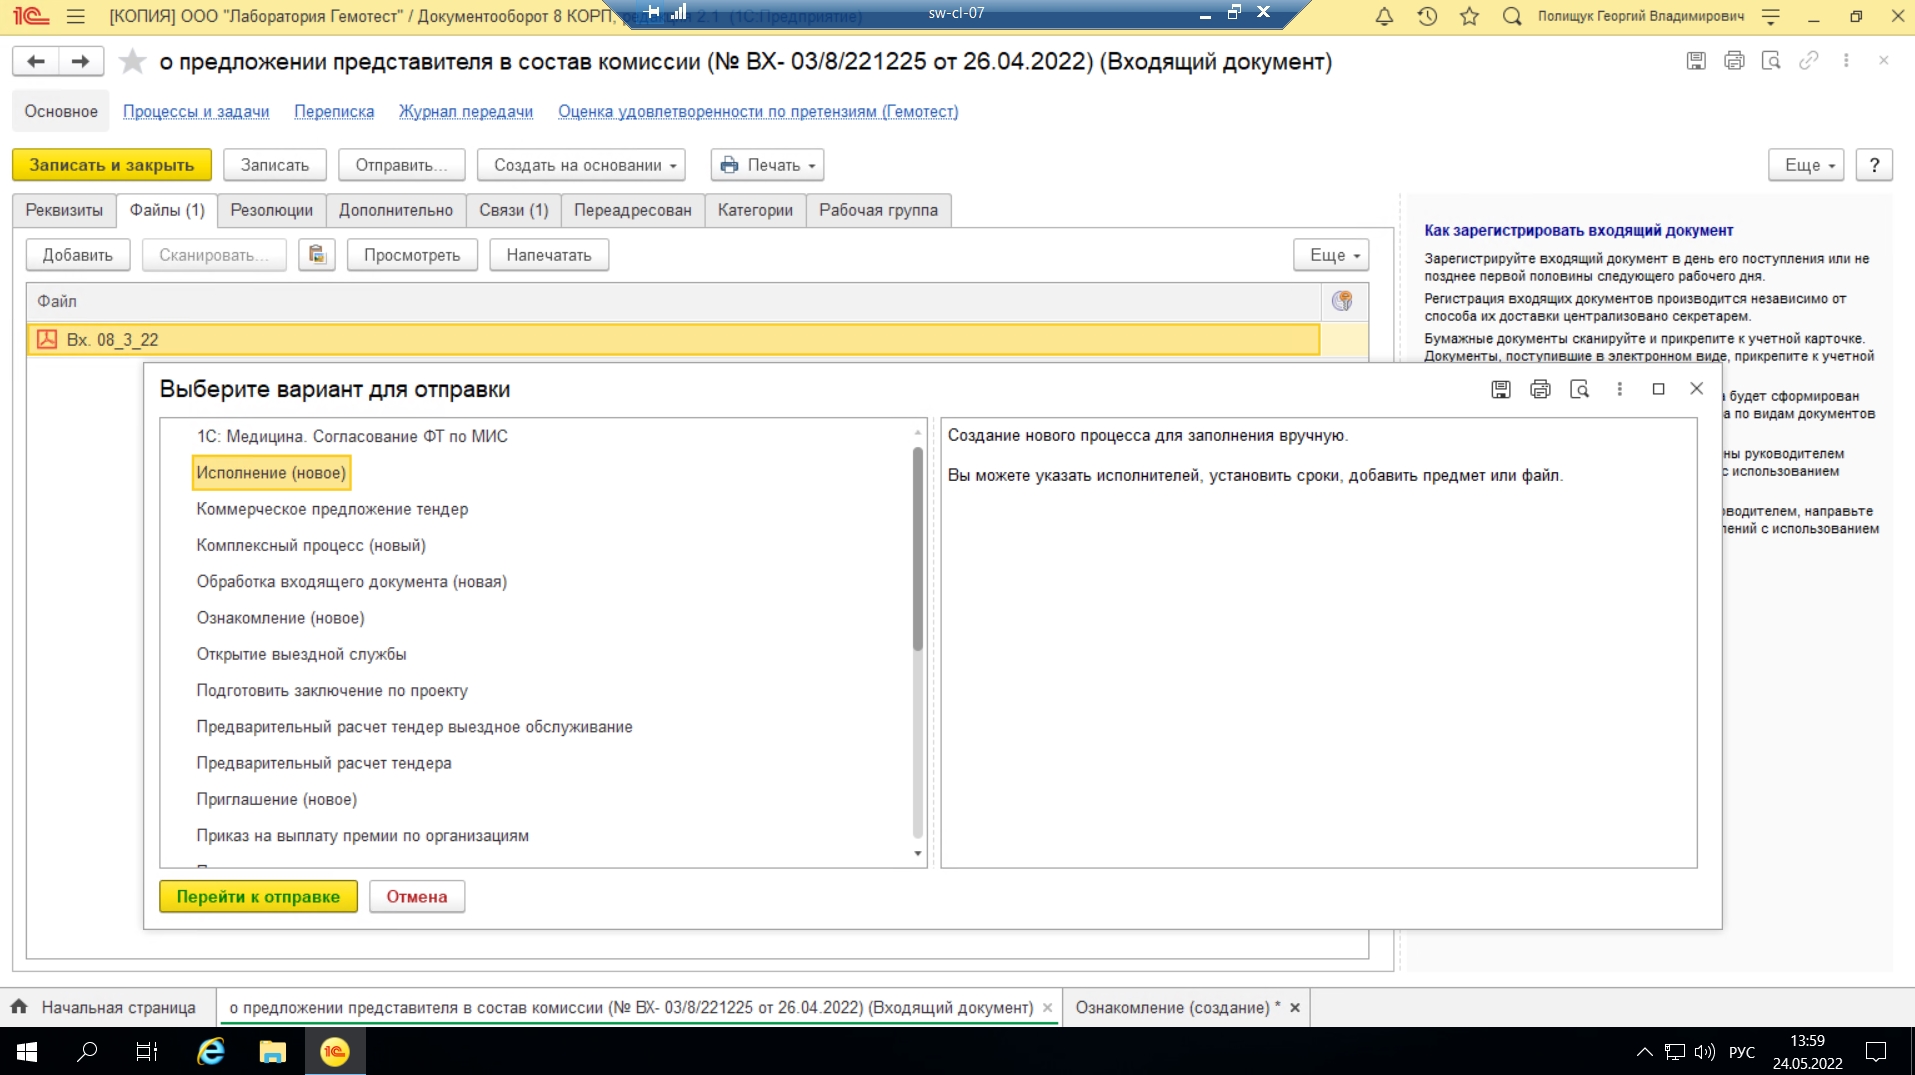 [КОПИЯ] ООО "Лаборатория Гемотест" / Документооборот 8 КОРП, редакция 2.1 (1С:Предприятие)
sw-cl-07
Полищук Георгий Владимирович
о предложении представителя в состав комиссии (№ ВХ- 03/8/221225 от 26.04.2022) (Входящий документ)
Основное Процессы и задачи Переписка Журнал передачи Оценка удовлетворенности по претензиям (Гемотест)
Записать и закрыть Записать Отправить... Создать на основании Печать Еще ?
Реквизиты Файлы (1) Резолюции Дополнительно Связи (1) Переадресован Категории Рабочая группа
Добавить Сканировать... Просмотреть Напечатать Еще
Файл
Вх. 08_3_22
Как зарегистрировать входящий документ
Зарегистрируйте входящий документ в день его поступления или не
позднее первой половины следующего рабочего дня.
Регистрация входящих документов производится независимо от
способа их доставки централизовано секретарем.
Бумажные документы сканируйте и прикрепите к учетной карточке.
Документы, поступившие в электронном виде, прикрепите к учетной
будет сформирован
а по видам документов
ны руководителем
с использованием
водителем, направьте
лений с использованием
Выберите вариант для отправки
1С: Медицина. Согласование ФТ по МИС
Исполнение (новое)
Коммерческое предложение тендер
Комплексный процесс (новый)
Обработка входящего документа (новая)
Ознакомление (новое)
Открытие выездной службы
Подготовить заключение по проекту
Предварительный расчет тендер выездное обслуживание
Предварительный расчет тендера
Приглашение (новое)
Приказ на выплату премии по организациям
Создание нового процесса для заполнения вручную.
Вы можете указать исполнителей, установить сроки, добавить предмет или файл.
Перейти к отправке Отмена
Начальная страница о предложении представителя в состав комиссии (№ ВХ- 03/8/221225 от 26.04.2022) (Входящий документ) Ознакомление (создание) *
РУС
13:59
24.05.2022